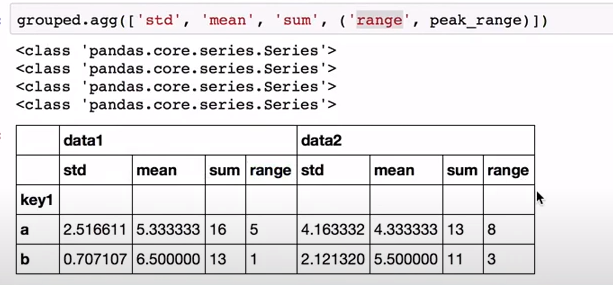 grouped.agg(['std', 'mean', 'sum', ('range', peak_range)])
<class 'pandas.core.series.Series'>
<class 'pandas.core.series.Series'>
<class 'pandas.core.series.Series'>
<class 'pandas.core.series.Series'>
data1 data2
std mean sum range std mean sum range
key1
a 2.516611 5.333333 16 5 4.163332 4.333333 13 8
b 0.707107 6.500000 13 1 2.121320 5.500000 11 3